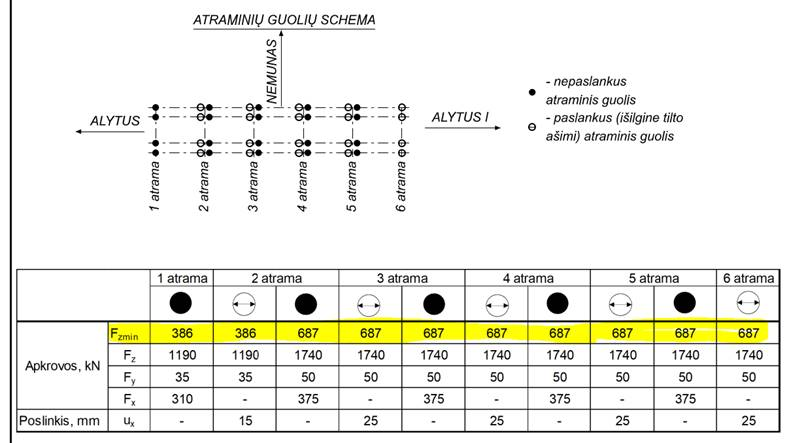 ATRAMINIŲ GUOLIŲ SCHEMA
NEMUNAS
ALYTUS
ALYTUS I
- nepaslankus
atraminis guolis
- paslankus (išilgine tilto
ašimi) atraminis guolis
1 atrama
2 atrama
3 atrama
4 atrama
5 atrama
6 atrama
1 atrama 2 atrama 3 atrama 4 atrama 5 atrama 6 atrama
Apkrovos, kN
Fzmin 386 386 687 687 687 687 687 687 687 687
Fz 1190 1190 1740 1740 1740 1740 1740 1740 1740 1740
Fy 35 35 50 50 50 50 50 50 50 50
Fx 310 - 375 - 375 - 375 - 375 -
Poslinkis, mm ux - 15 - 25 - 25 - 25 - 25